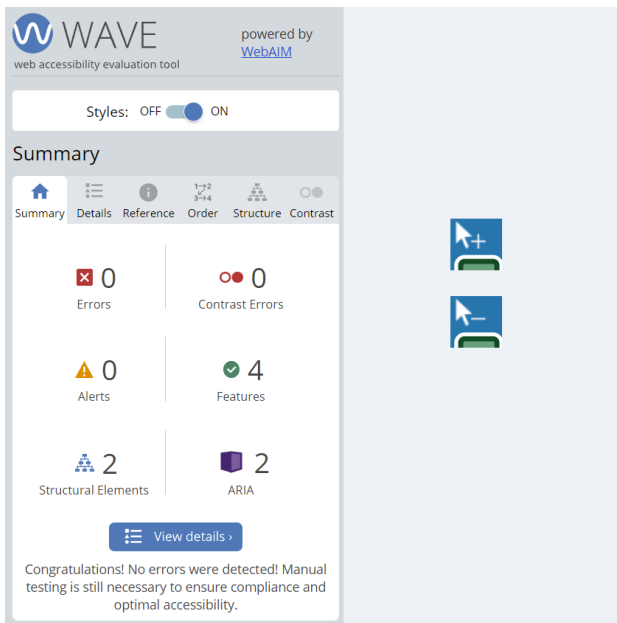 WAVE
web accessibility evaluation tool
powered by
WebAIM
Styles: OFF ON
Summary
Summary Details Reference Order Structure Contrast
0 0
Errors Contrast Errors
0 4
Alerts Features
2 2
Structural Elements ARIA
View details ›
Congratulations! No errors were detected! Manual
testing is still necessary to ensure compliance and
optimal accessibility.